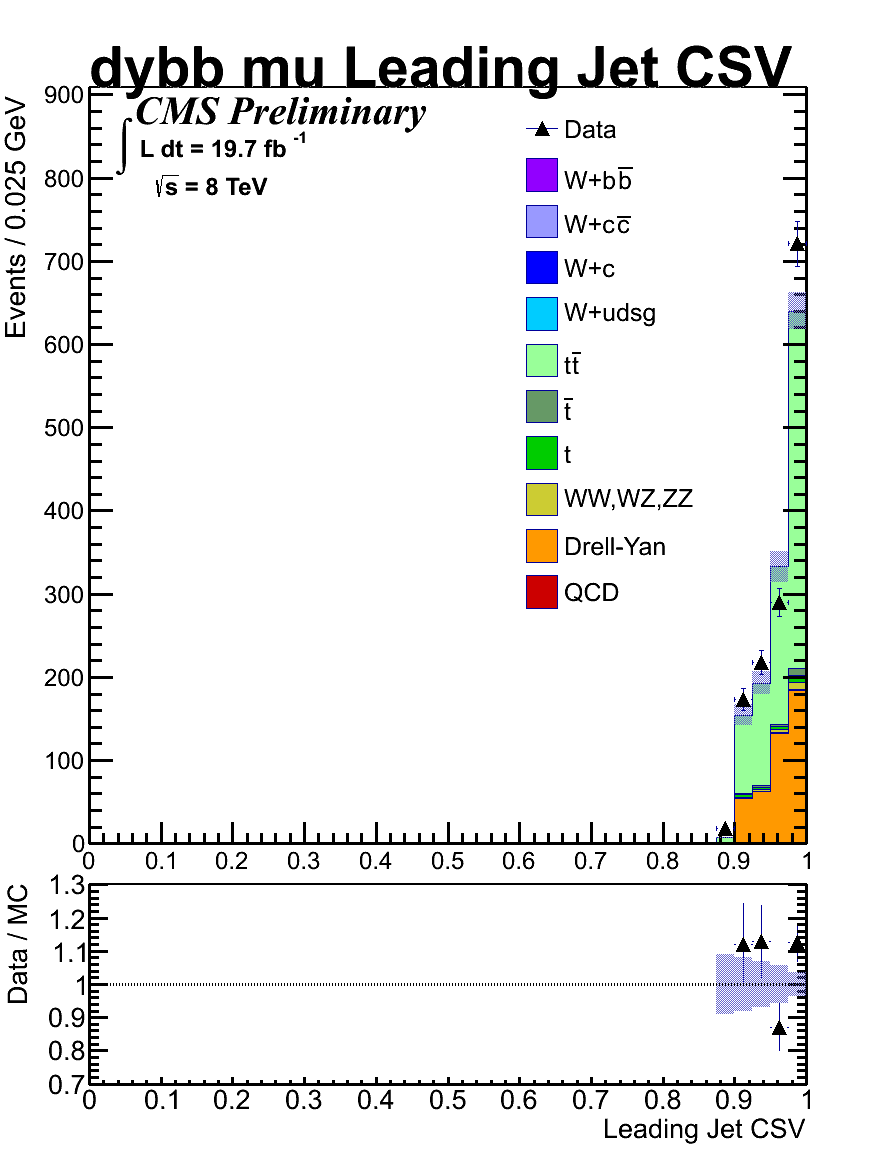 dybb mu Leading Jet CSV
CMS Preliminary
∫ L dt = 19.7 fb⁻¹
√s = 8 TeV
Events / 0.025 GeV
900
800
700
600
500
400
300
200
100
0
Data
W+bb̅
W+cc̅
W+c
W+udsg
tt̅
t̅
t
WW,WZ,ZZ
Drell-Yan
QCD
0 0.1 0.2 0.3 0.4 0.5 0.6 0.7 0.8 0.9 1
Data / MC
1.3
1.2
1.1
1
0.9
0.8
0.7
0 0.1 0.2 0.3 0.4 0.5 0.6 0.7 0.8 0.9 1
Leading Jet CSV